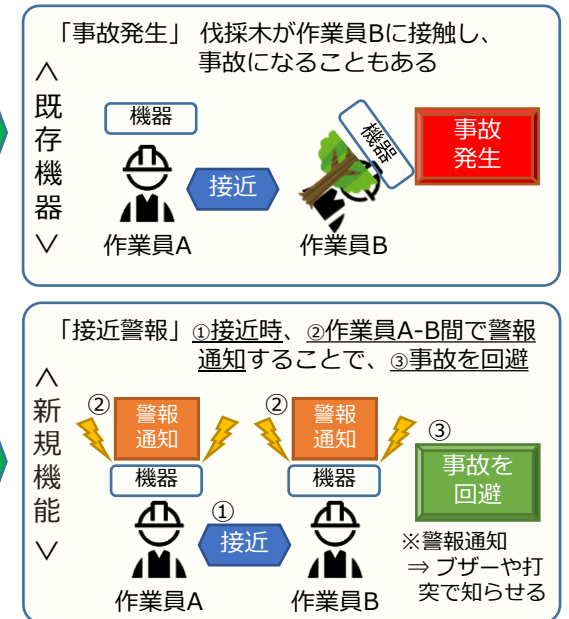 「事故発生」 伐採木が作業員Bに接触し、
事故になることもある
＜既存機器＞
機器
機器
事故
発生
接近
作業員A
作業員B
「接近警報」①接近時、②作業員A-B間で警報
通知することで、③事故を回避
＜新規機能＞
②
警報
通知
②
警報
通知
③
機器
機器
事故を
回避
①
接近
※警報通知
⇒ ブザーや打
突で知らせる
作業員A
作業員B